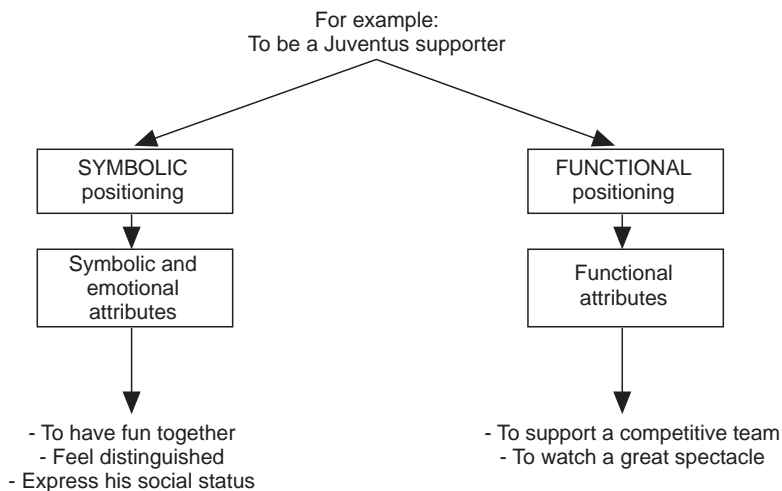 For example:
To be a Juventus supporter
SYMBOLIC
positioning
FUNCTIONAL
positioning
Symbolic and
emotional
attributes
Functional
attributes
- To have fun together
- Feel distinguished
- Express his social status
- To support a competitive team
- To watch a great spectacle